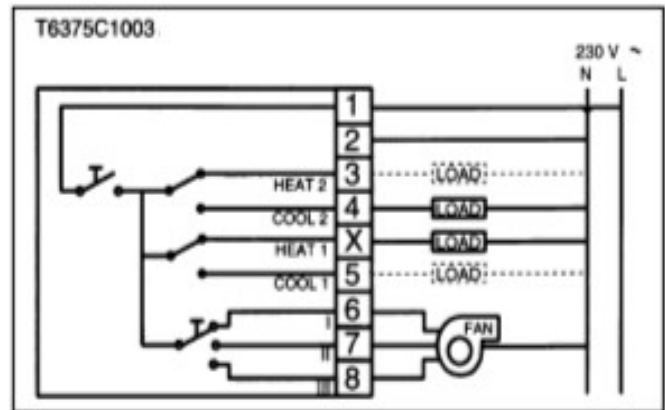 T6375C1003
230 V ~
N L
1
2
HEAT 2 3 LOAD
COOL 2 4 LOAD
HEAT 1 X LOAD
COOL 1 5 LOAD
6
I
FAN
II 7
III 8